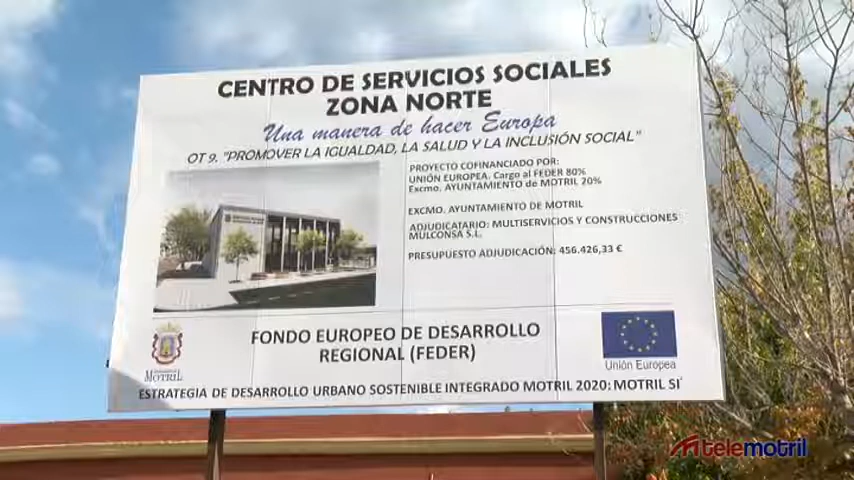 CENTRO DE SERVICIOS SOCIALES
ZONA NORTE
Una manera de hacer Europa
OT 9. "PROMOVER LA IGUALDAD, LA SALUD Y LA INCLUSIÓN SOCIAL"
PROYECTO COFINANCIADO POR:
UNIÓN EUROPEA. Cargo al FEDER 80%
Excmo. AYUNTAMIENTO de MOTRIL 20%
EXCMO. AYUNTAMIENTO DE MOTRIL
ADJUDICATARIO: MULTISERVICIOS Y CONSTRUCCIONES
MULCONSA S.L.
PRESUPUESTO ADJUDICACIÓN: 456.426,33 €
FONDO EUROPEO DE DESARROLLO
REGIONAL (FEDER)
MOTRIL
Unión Europea
ESTRATEGIA DE DESARROLLO URBANO SOSTENIBLE INTEGRADO MOTRIL 2020: MOTRIL SÍ
telemotril